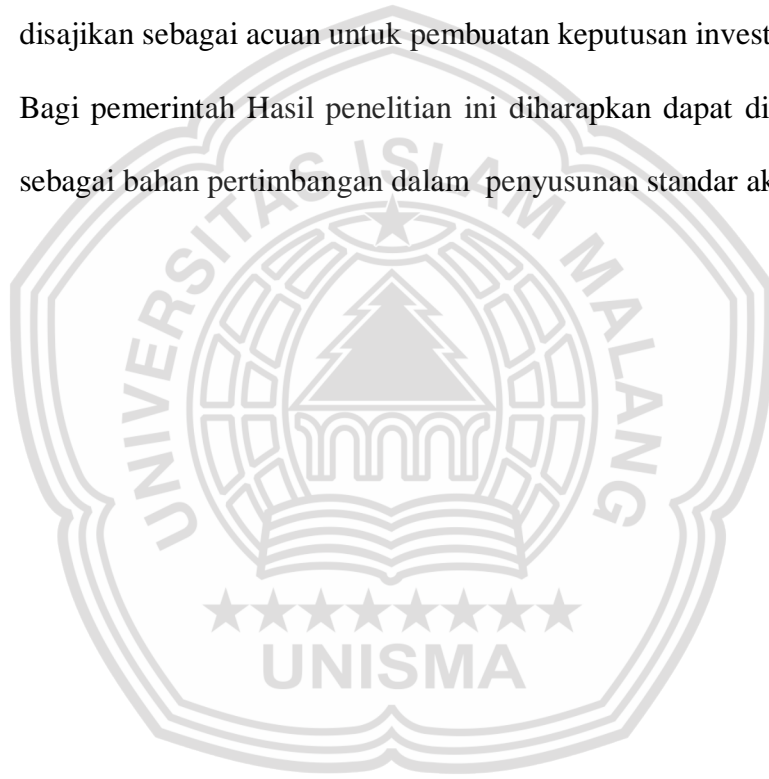 disajikan sebagai acuan untuk pembuatan keputusan invest
Bagi pemerintah Hasil penelitian ini diharapkan dapat di
sebagai bahan pertimbangan dalam penyusunan standar ak
UNIVERSITAS ISLAM MALANG
UNISMA